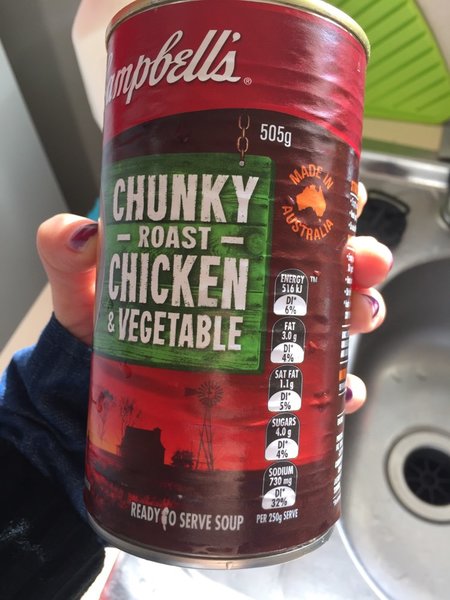 Campbell's®
505g
CHUNKY
– ROAST –
CHICKEN
& VEGETABLE
MADE IN
AUSTRALIA
ENERGY
516 kJ
DI*
6%
™
FAT
3.0 g
DI*
4%
SAT FAT
1.1 g
DI*
5%
SUGARS
4.0 g
DI*
4%
SODIUM
730 mg
DI*
32%
PER 250g SERVE
READY TO SERVE SOUP